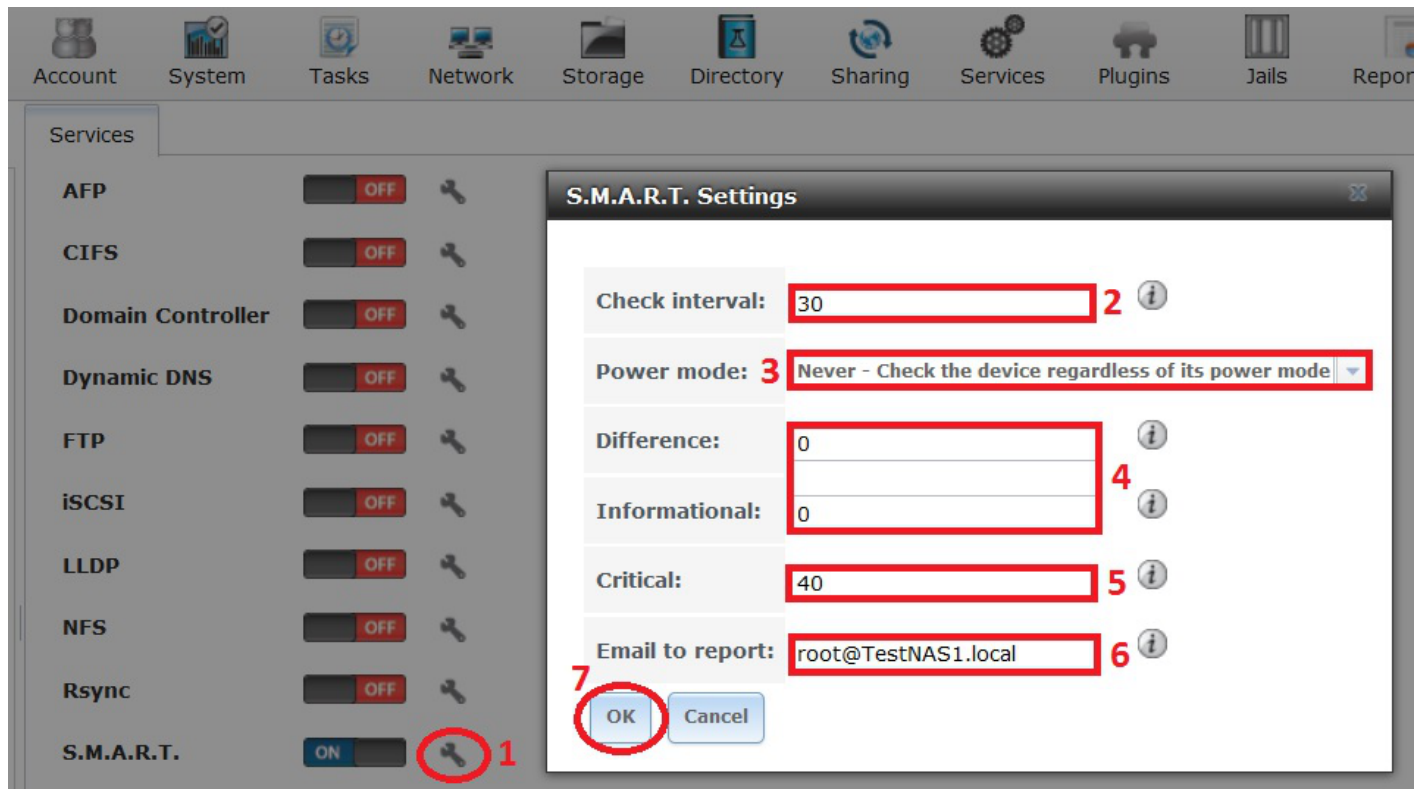 Account System Tasks Network Storage Directory Sharing Services Plugins Jails Repor
Services
AFP OFF
CIFS OFF
Domain Controller OFF
Dynamic DNS OFF
FTP OFF
iSCSI OFF
LLDP OFF
NFS OFF
Rsync OFF
S.M.A.R.T. ON 1
S.M.A.R.T. Settings
Check interval: 30 2 i
Power mode: 3 Never - Check the device regardless of its power mode
Difference: 0 i
4
Informational: 0 i
Critical: 40 5 i
Email to report: root@TestNAS1.local 6 i
7
OK Cancel